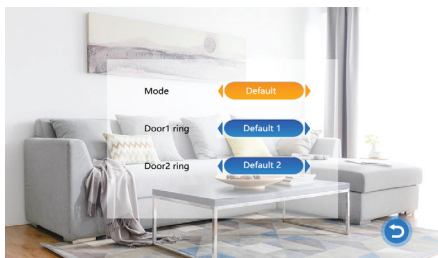 Mode
Default
Door1 ring
Default 1
Door2 ring
Default 2